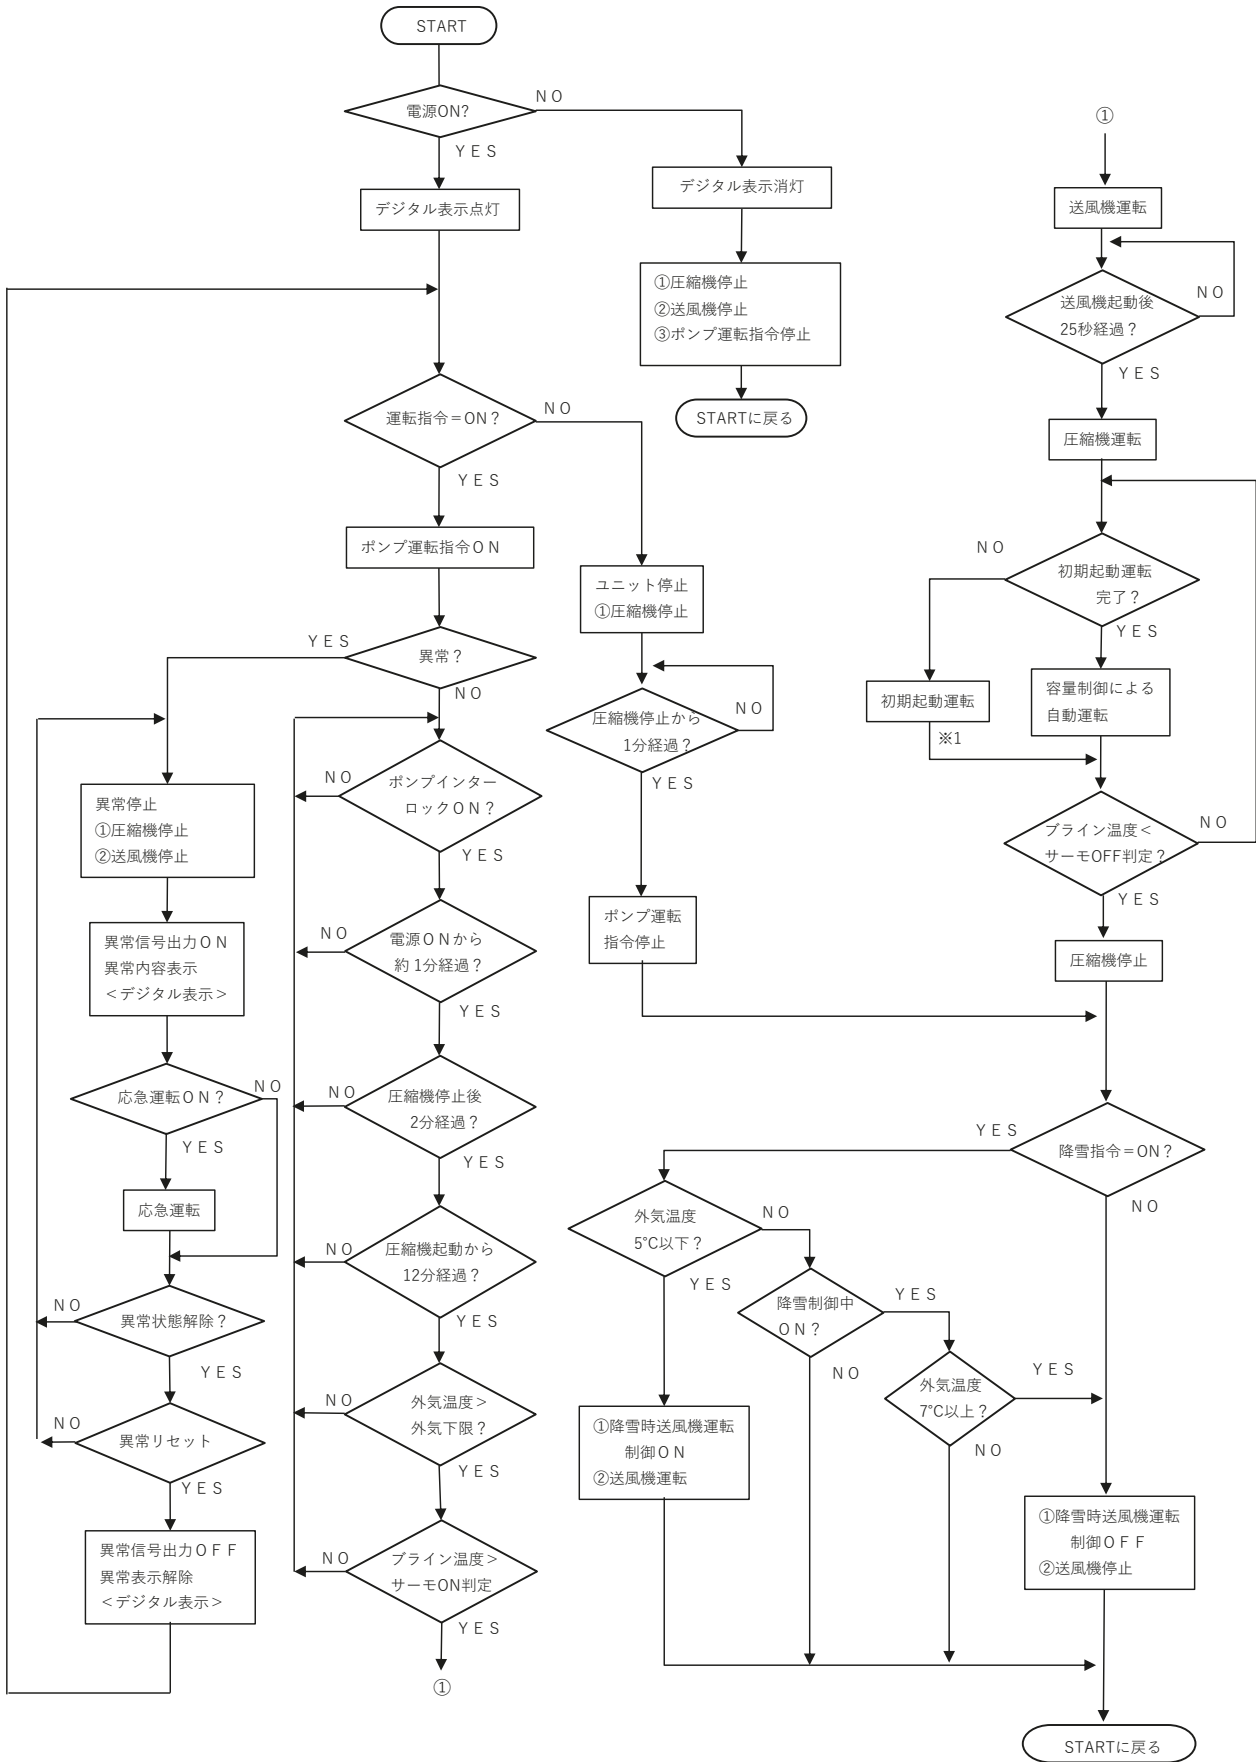 START
電源ON?
NO
YES
デジタル表示点灯
デジタル表示消灯
①圧縮機停止
②送風機停止
③ポンプ運転指令停止
STARTに戻る
運転指令＝ON？
NO
YES
ポンプ運転指令ON
異常？
YES
NO
異常停止
①圧縮機停止
②送風機停止
異常信号出力ON
異常内容表示
＜デジタル表示＞
応急運転ON？
NO
YES
応急運転
異常状態解除？
NO
YES
異常リセット
NO
YES
異常信号出力OFF
異常表示解除
＜デジタル表示＞
ポンプインター
ロックON？
NO
YES
電源ONから
約1分経過？
NO
YES
圧縮機停止後
2分経過？
NO
YES
圧縮機起動から
12分経過？
NO
YES
外気温度＞
外気下限？
NO
YES
ブライン温度＞
サーモON判定
NO
YES
①
ユニット停止
①圧縮機停止
圧縮機停止から
1分経過？
NO
YES
ポンプ運転
指令停止
①
送風機運転
送風機起動後
25秒経過？
NO
YES
圧縮機運転
初期起動運転
完了？
NO
YES
初期起動運転
※1
容量制御による
自動運転
ブライン温度＜
サーモOFF判定？
NO
YES
圧縮機停止
降雪指令＝ON？
YES
NO
外気温度
5℃以下？
NO
YES
降雪制御中
ON？
YES
NO
外気温度
7℃以上？
YES
NO
①降雪時送風機運転
制御ON
②送風機運転
①降雪時送風機運転
制御OFF
②送風機停止
STARTに戻る